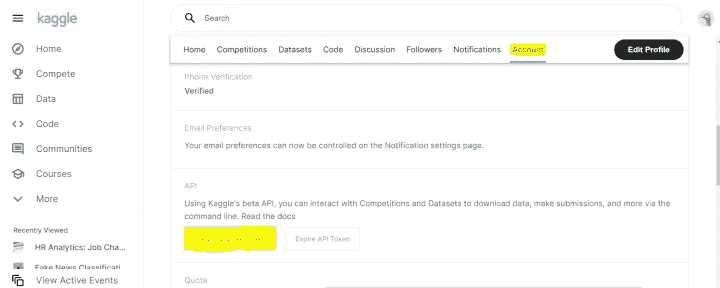 kaggle
Search
Home Competitions Datasets Code Discussion Followers Notifications Account Edit Profile
Home
Compete
Data
Code
Communities
Courses
More
Recently Viewed
HR Analytics: Job Cha...
Fake News Classificati
View Active Events
Phone Verification
Verified
Email Preferences
Your email preferences can now be controlled on the Notification settings page.
API
Using Kaggle's beta API, you can interact with Competitions and Datasets to download data, make submissions, and more via the
command line. Read the docs
Expire API Token
Quota